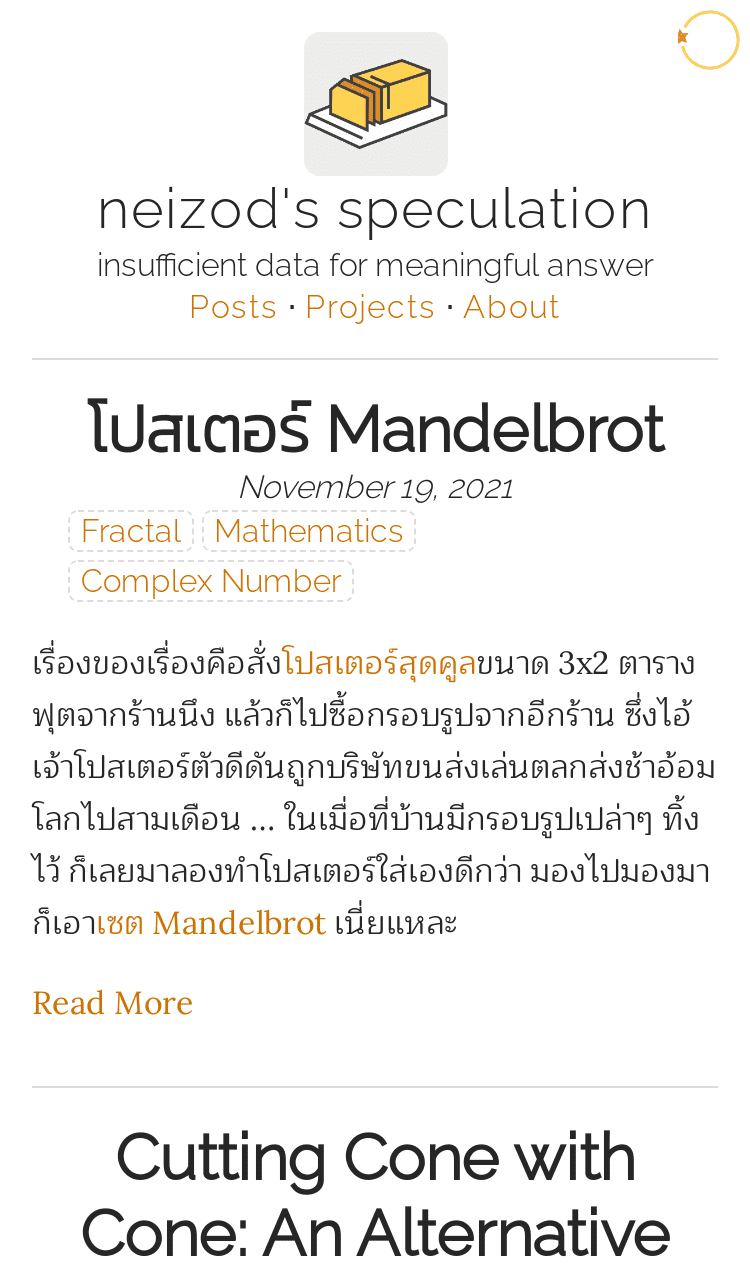 neizod's speculation
insufficient data for meaningful answer
Posts · Projects · About
โปสเตอร์ Mandelbrot
November 19, 2021
Fractal Mathematics
Complex Number
เรื่องของเรื่องคือสั่งโปสเตอร์สุดคูลขนาด 3x2 ตาราง
ฟุตจากร้านนึง แล้วก็ไปซื้อกรอบรูปจากอีกร้าน ซึ่งไอ้
เจ้าโปสเตอร์ตัวดีดันถูกบริษัทขนส่งเล่นตลกส่งช้าอ้อม
โลกไปสามเดือน ... ในเมื่อที่บ้านมีกรอบรูปเปล่าๆ ทิ้ง
ไว้ ก็เลยมาลองทำโปสเตอร์ใส่เองดีกว่า มองไปมองมา
ก็เอาเซต Mandelbrot เนี่ยแหละ
Read More
Cutting Cone with
Cone: An Alternative